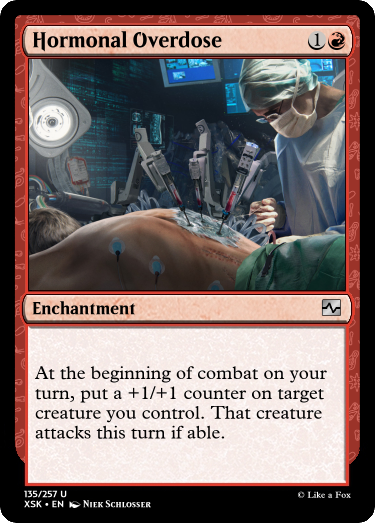 Hormonal Overdose 1
Enchantment
At the beginning of combat on your
turn, put a +1/+1 counter on target
creature you control. That creature
attacks this turn if able.
135/257 U
XSK • EN Niek Schlosser
© Like a Fox